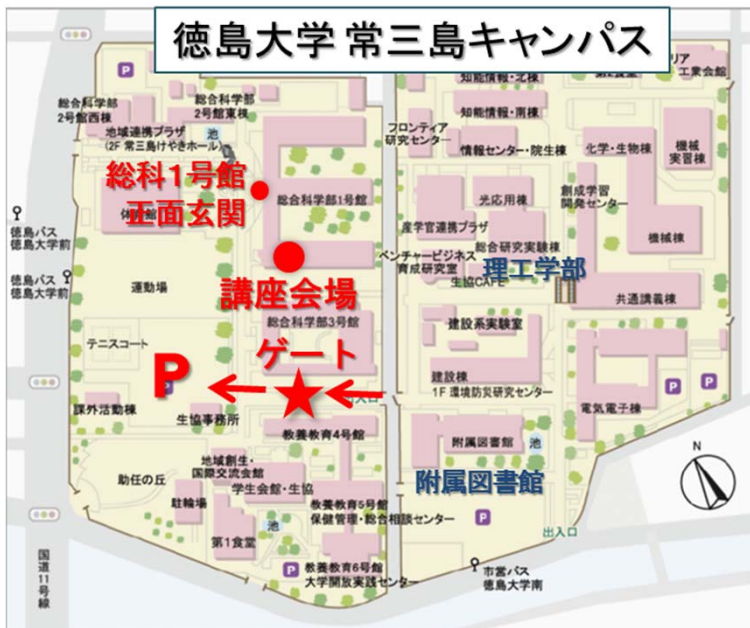 徳島大学 常三島キャンパス
P
総合科学部
2号館西棟
総合科学部
2号館東棟
地域連携プラザ
(2F 常三島けやきホール)
池
総科1号館
正面玄関
総合科学部1号館
徳島バス
徳島大学前
徳島バス
徳島大学前
運動場
講座会場
総合科学部3号館
テニスコート
ゲート
P
P
課外活動棟
生協事務所
出入口
教養教育4号館
地域創生・
国際交流会館
学生会館・生協
助任の丘
駐輪場
教養教育5号館
保健管理・総合相談センター
池
第1食堂
P
教養教育6号館
大学開放実践センター
国道11号線
知能情報・北棟
工業会館
知能情報・南棟
フロンティア
研究センター
情報センター・院生棟
化学・生物棟
機械
実習棟
光応用棟
創成学習
開発センター
産学官連携プラザ
総合研究実験棟
機械棟
ベンチャービジネス
育成研究室
理工学部
生協CAFE
共通講義棟
建設系実験室
建設棟
1F 環境防災研究センター
P
P
電気電子棟
附属図書館
池
附属図書館
P
出入口
N
市営バス
徳島大学南